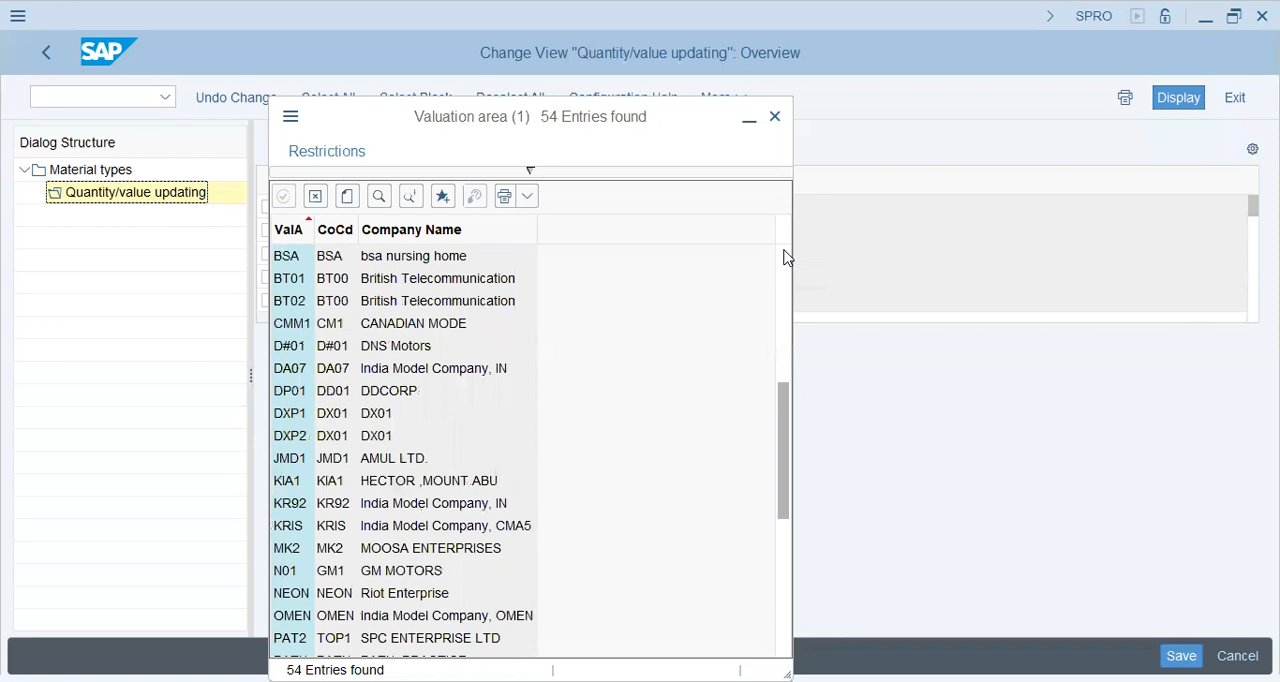 SPRO
SAP
Change View "Quantity/value updating": Overview
Undo Change
Display
Exit
Dialog Structure
Material types
Quantity/value updating
Valuation area (1) 54 Entries found
Restrictions
ValA CoCd Company Name
BSA BSA bsa nursing home
BT01 BT00 British Telecommunication
BT02 BT00 British Telecommunication
CMM1 CM1 CANADIAN MODE
D#01 D#01 DNS Motors
DA07 DA07 India Model Company, IN
DP01 DD01 DDCORP
DXP1 DX01 DX01
DXP2 DX01 DX01
JMD1 JMD1 AMUL LTD.
KIA1 KIA1 HECTOR ,MOUNT ABU
KR92 KR92 India Model Company, IN
KRIS KRIS India Model Company, CMA5
MK2 MK2 MOOSA ENTERPRISES
N01 GM1 GM MOTORS
NEON NEON Riot Enterprise
OMEN OMEN India Model Company, OMEN
PAT2 TOP1 SPC ENTERPRISE LTD
54 Entries found
Save
Cancel